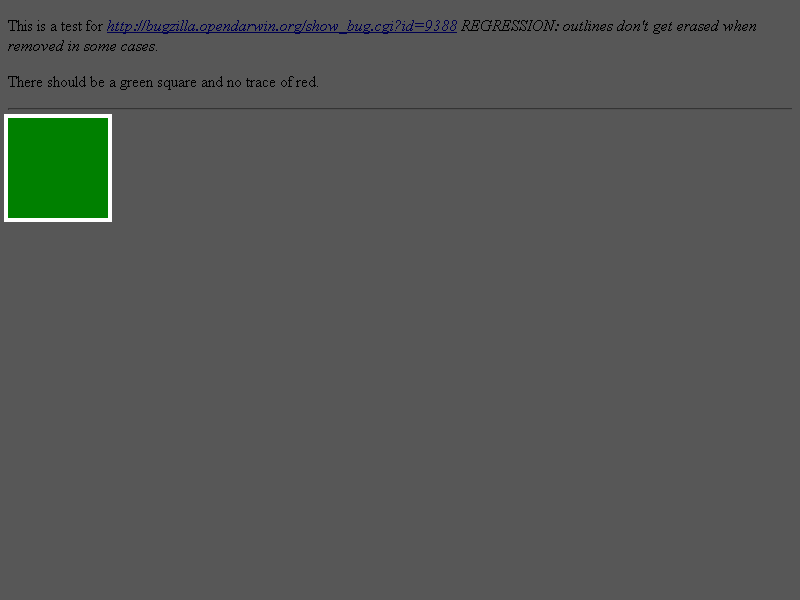 This is a test for http://bugzilla.opendarwin.org/show_bug.cgi?id=9388 REGRESSION: outlines don't get erased when
removed in some cases.
There should be a green square and no trace of red.